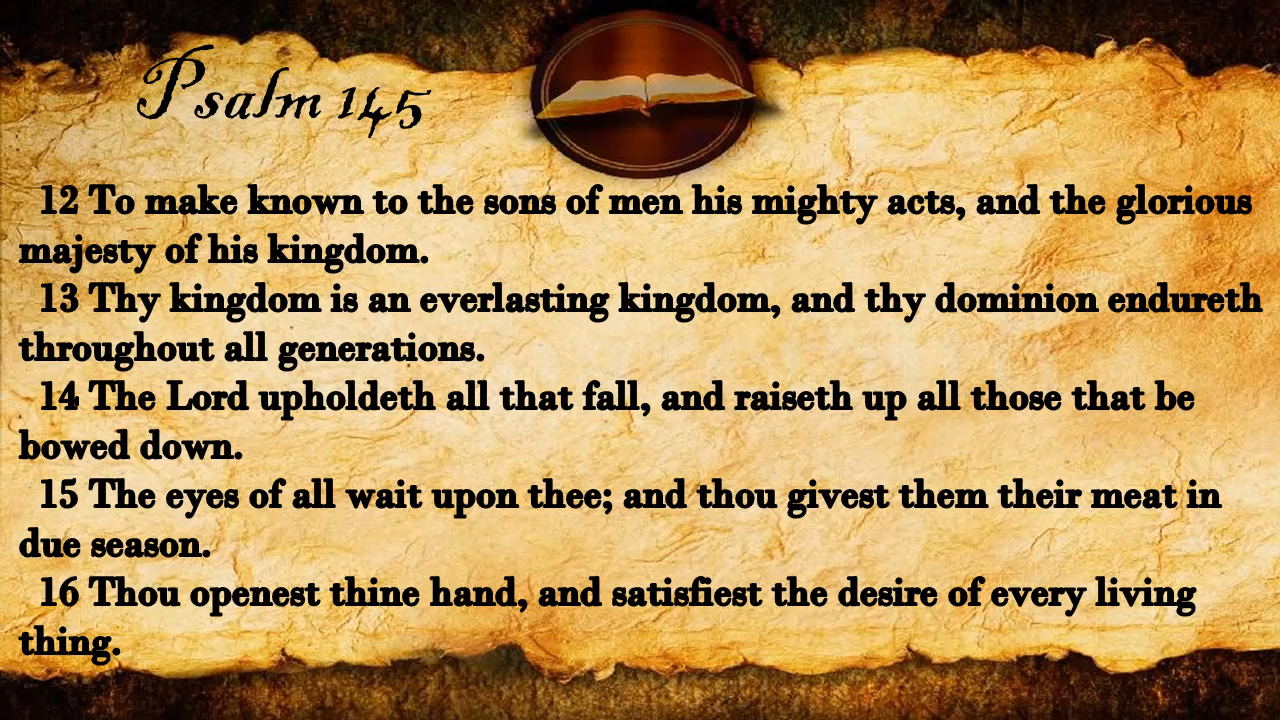 Psalm 145
12 To make known to the sons of men his mighty acts, and the glorious
majesty of his kingdom.
13 Thy kingdom is an everlasting kingdom, and thy dominion endureth
throughout all generations.
14 The Lord upholdeth all that fall, and raiseth up all those that be
bowed down.
15 The eyes of all wait upon thee; and thou givest them their meat in
due season.
16 Thou openest thine hand, and satisfiest the desire of every living
thing.